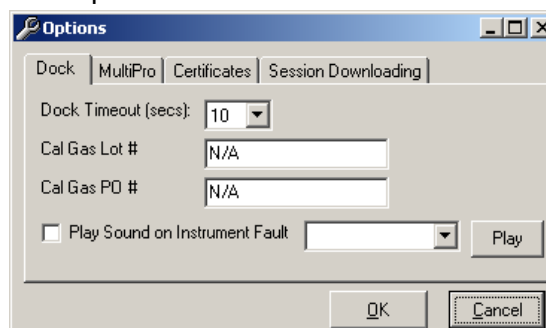 Options
Dock MultiPro Certificates Session Downloading
Dock Timeout (secs): 10
Cal Gas Lot # N/A
Cal Gas PO # N/A
Play Sound on Instrument Fault Play
OK Cancel